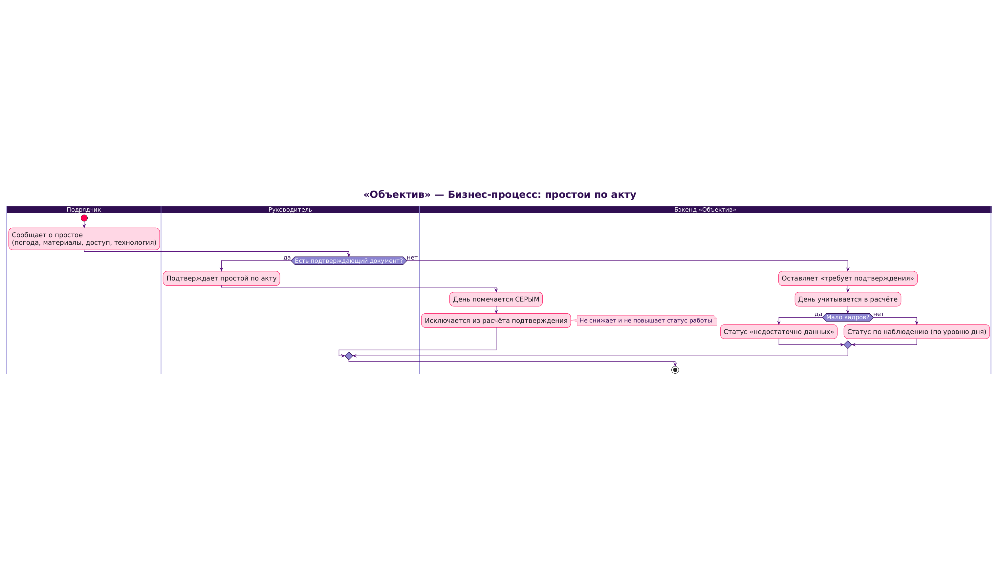 «Объектив» — Бизнес-процесс: простои по акту
Подрядчик
Руководитель
Бэкенд «Объектив»
Сообщает о простое
(погода, материалы, доступ, технология)
да
Есть подтверждающий документ?
нет
Подтверждает простой по акту
Оставляет «требует подтверждения»
День помечается СЕРЫМ
День учитывается в расчёте
Исключается из расчёта подтверждения
Не снижает и не повышает статус работы
да
Мало кадров?
нет
Статус «недостаточно данных»
Статус по наблюдению (по уровню дня)